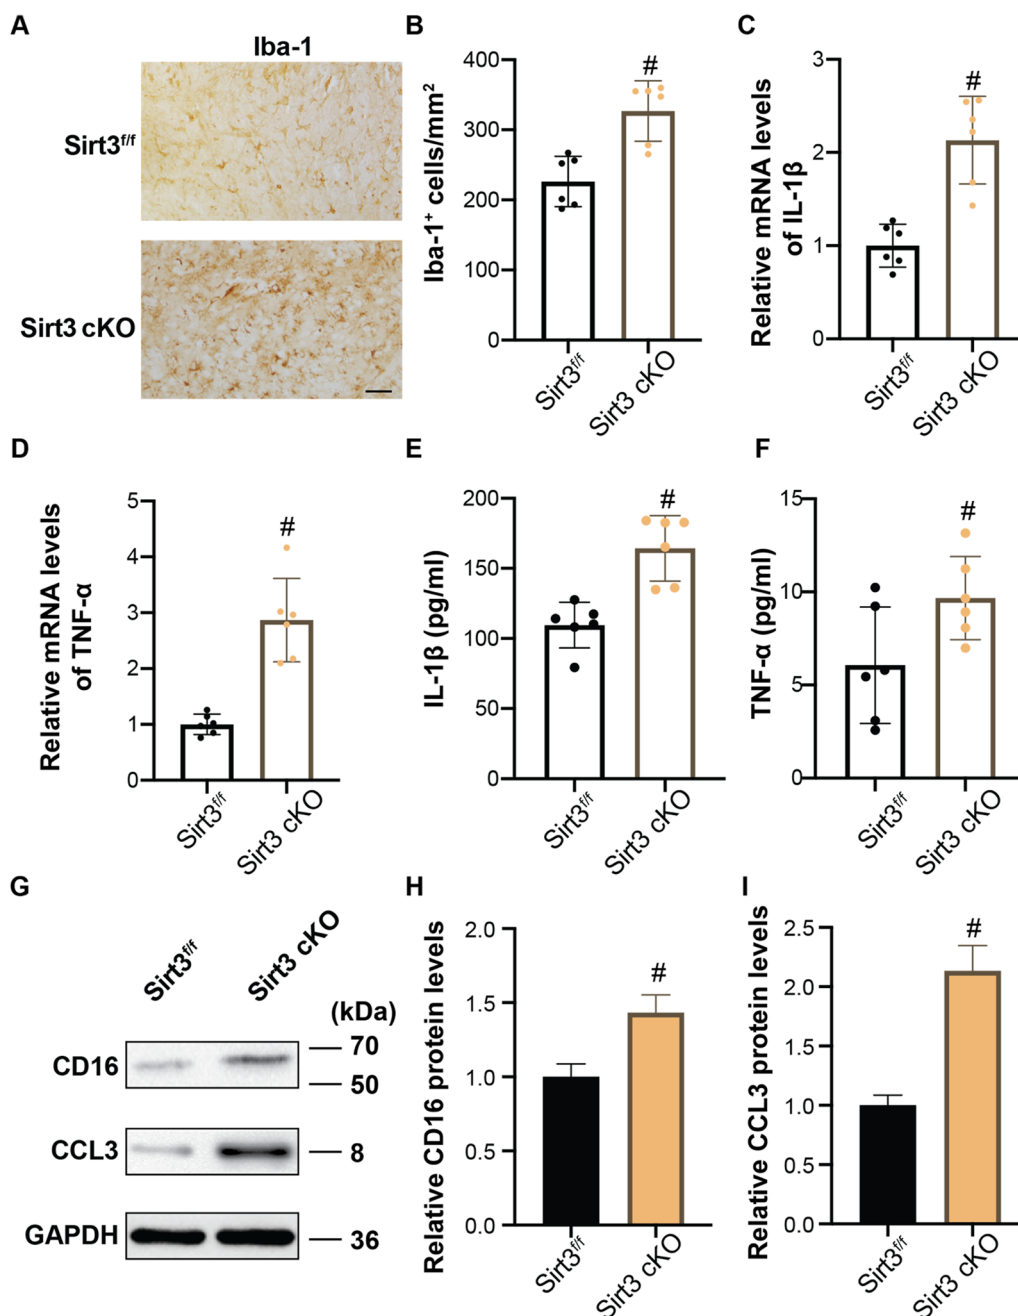 A
Iba-1
Sirt3f/f
Sirt3 cKO
B
Iba-1+ cells/mm2
400
300
200
100
0
#
Sirt3f/f
Sirt3 cKO
C
Relative mRNA levels
of IL-1β
3
2
1
0
#
Sirt3f/f
Sirt3 cKO
D
Relative mRNA levels
of TNF-α
5
4
3
2
1
0
#
Sirt3f/f
Sirt3 cKO
E
IL-1β (pg/ml)
200
150
100
50
0
#
Sirt3f/f
Sirt3 cKO
F
TNF-α (pg/ml)
15
10
5
0
#
Sirt3f/f
Sirt3 cKO
G
Sirt3f/f
Sirt3 cKO
(kDa)
CD16
70
50
CCL3
8
GAPDH
36
H
Relative CD16 protein levels
2.0
1.5
1.0
0.5
0.0
#
Sirt3f/f
Sirt3 cKO
I
Relative CCL3 protein levels
2.5
2.0
1.5
1.0
0.5
0.0
#
Sirt3f/f
Sirt3 cKO